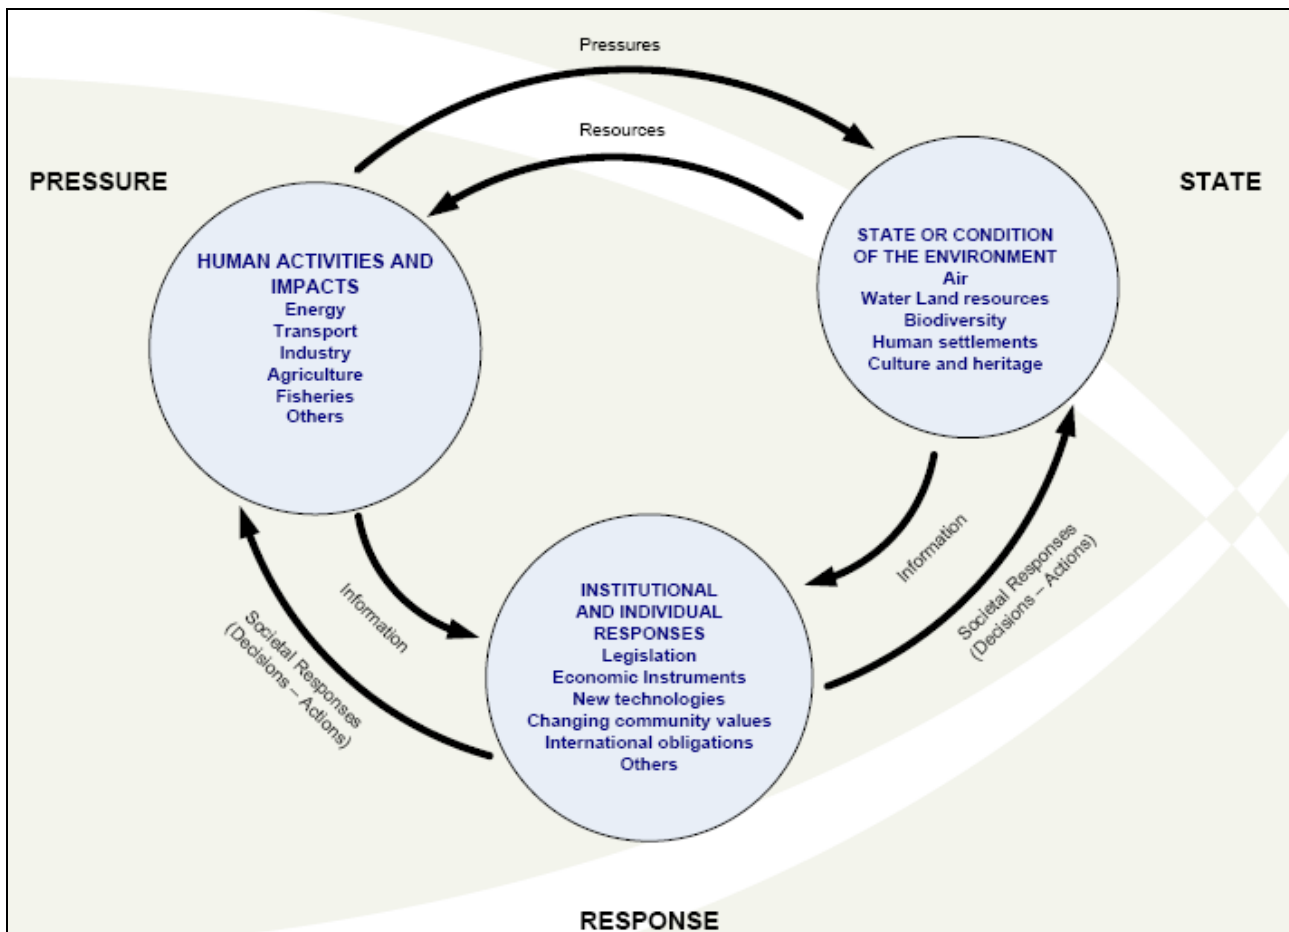 Pressures
Resources
PRESSURE
STATE
HUMAN ACTIVITIES AND
IMPACTS
Energy
Transport
Industry
Agriculture
Fisheries
Others
STATE OR CONDITION
OF THE ENVIRONMENT
Air
Water Land resources
Biodiversity
Human settlements
Culture and heritage
Information
Societal Responses
(Decisions – Actions)
Information
Societal Responses
(Decisions – Actions)
INSTITUTIONAL
AND INDIVIDUAL
RESPONSES
Legislation
Economic Instruments
New technologies
Changing community values
International obligations
Others
RESPONSE